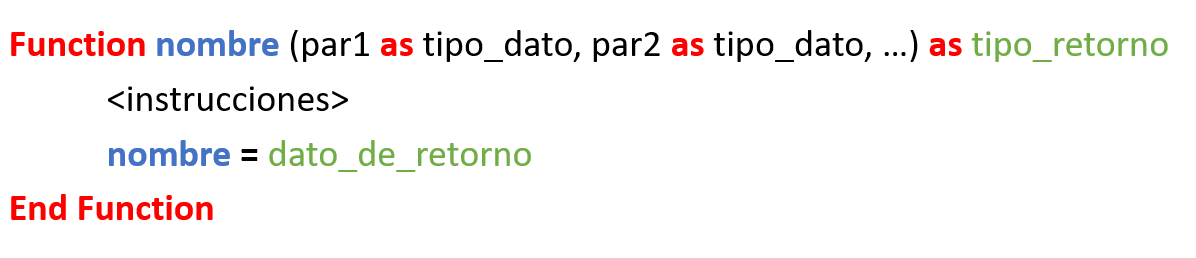 Function nombre (par1 as tipo_dato, par2 as tipo_dato, ...) as tipo_retorno
<instrucciones>
nombre = dato_de_retorno
End Function